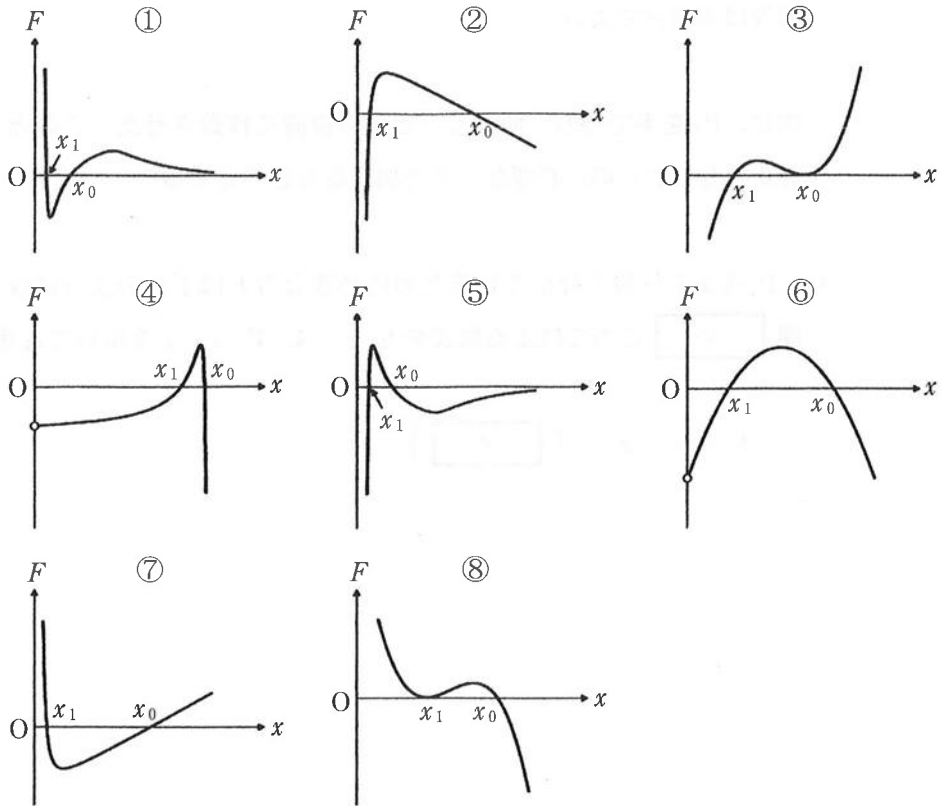 F ①
x₁
O x₀ x
F ②
O x₁ x₀ x
F ③
O x₁ x₀ x
F ④
O x₁ x₀ x
F ⑤
O x₀ x
x₁
F ⑥
O x₁ x₀ x
F ⑦
O x₁ x₀ x
F ⑧
O x₁ x₀ x